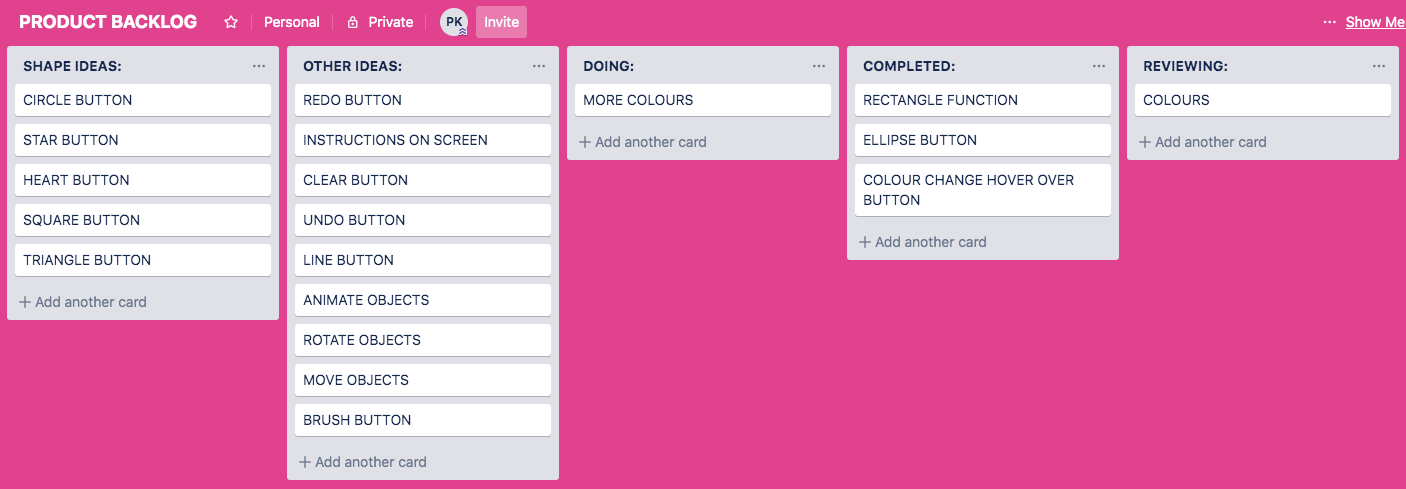 PRODUCT BACKLOG
Personal
Private
PK
Invite
... Show Me
SHAPE IDEAS: ...
CIRCLE BUTTON
STAR BUTTON
HEART BUTTON
SQUARE BUTTON
TRIANGLE BUTTON
+ Add another card
OTHER IDEAS: ...
REDO BUTTON
INSTRUCTIONS ON SCREEN
CLEAR BUTTON
UNDO BUTTON
LINE BUTTON
ANIMATE OBJECTS
ROTATE OBJECTS
MOVE OBJECTS
BRUSH BUTTON
+ Add another card
DOING: ...
MORE COLOURS
+ Add another card
COMPLETED: ...
RECTANGLE FUNCTION
ELLIPSE BUTTON
COLOUR CHANGE HOVER OVER
BUTTON
+ Add another card
REVIEWING: ...
COLOURS
+ Add another card